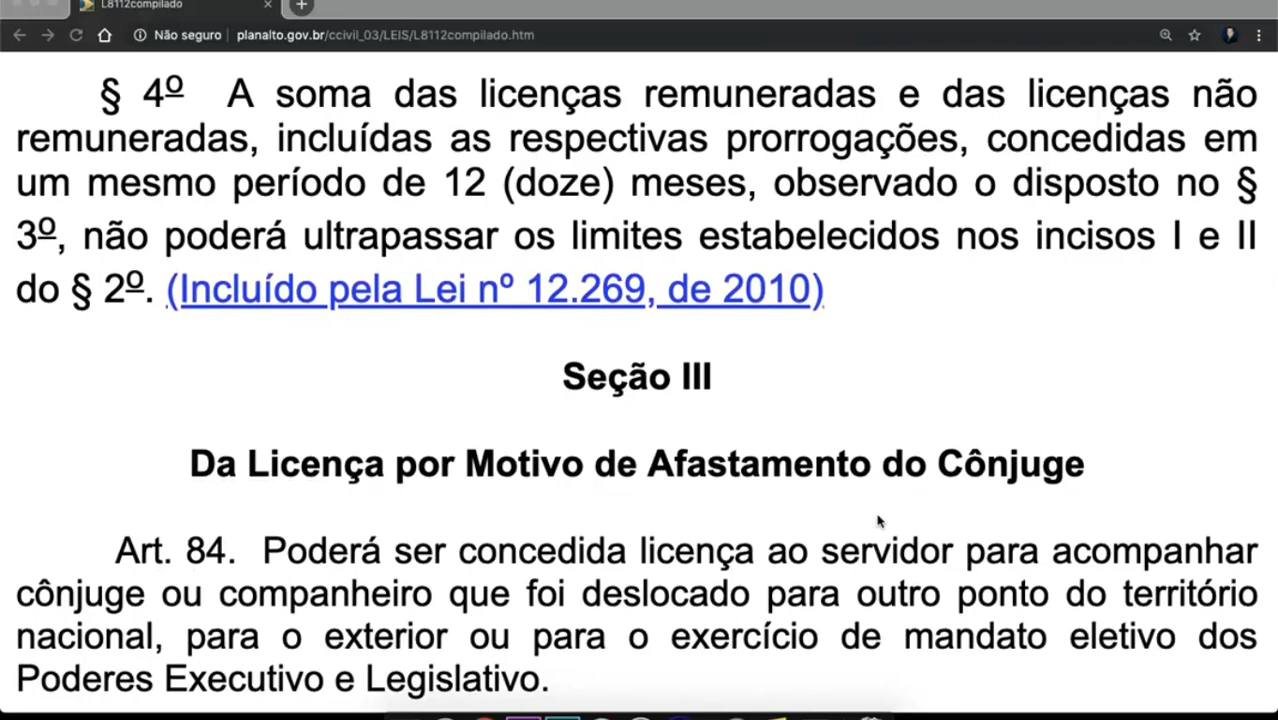 L8112compilado
Não seguro | planalto.gov.br/ccivil_03/LEIS/L8112compilado.htm
§ 4º A soma das licenças remuneradas e das licenças não
remuneradas, incluídas as respectivas prorrogações, concedidas em
um mesmo período de 12 (doze) meses, observado o disposto no §
3º, não poderá ultrapassar os limites estabelecidos nos incisos I e II
do § 2º. (Incluído pela Lei nº 12.269, de 2010)
Seção III
Da Licença por Motivo de Afastamento do Cônjuge
Art. 84. Poderá ser concedida licença ao servidor para acompanhar
cônjuge ou companheiro que foi deslocado para outro ponto do território
nacional, para o exterior ou para o exercício de mandato eletivo dos
Poderes Executivo e Legislativo.